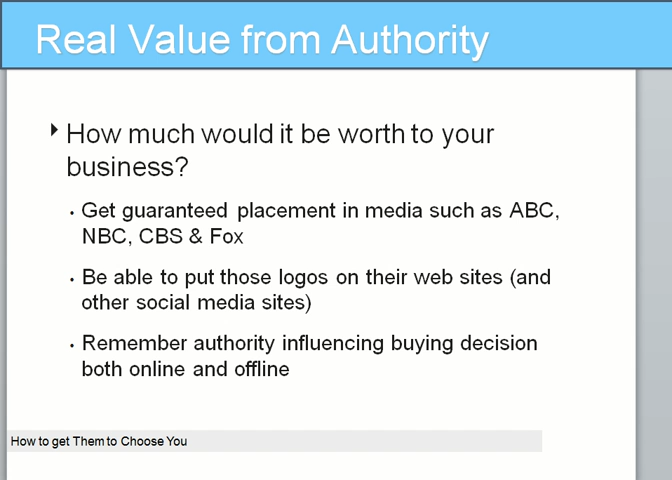 Real Value from Authority
How much would it be worth to your
business?
Get guaranteed placement in media such as ABC,
NBC, CBS & Fox
Be able to put those logos on their web sites (and
other social media sites)
Remember authority influencing buying decision
both online and offline
How to get Them to Choose You